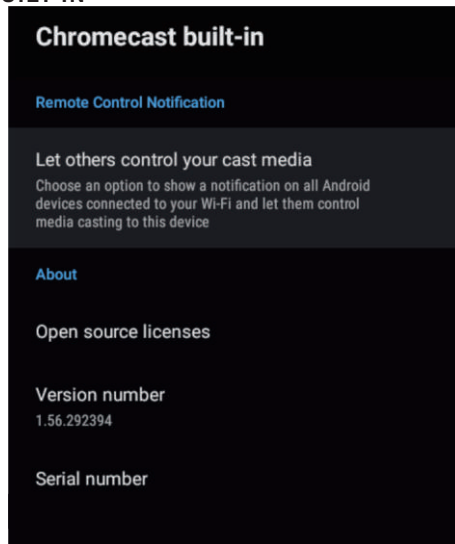 Chromecast built-in
Remote Control Notification
Let others control your cast media
Choose an option to show a notification on all Android
devices connected to your Wi-Fi and let them control
media casting to this device
About
Open source licenses
Version number
1.56.292394
Serial number